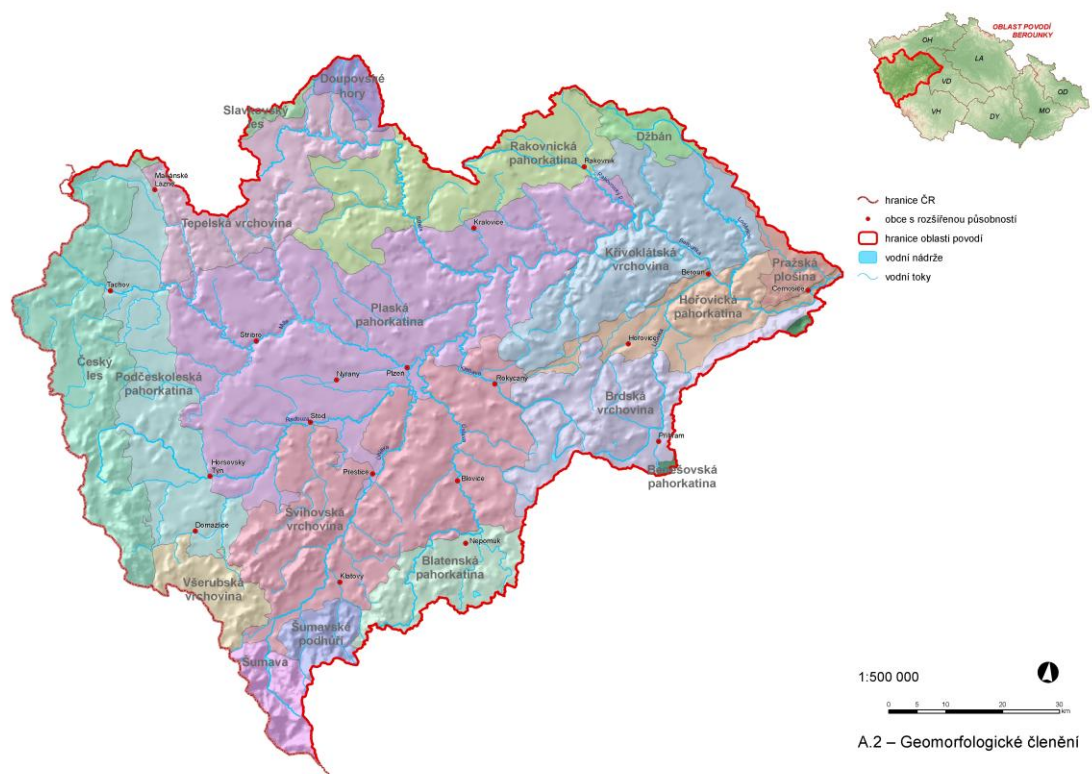 OBLAST POVODÍ
BEROUNKY
OH
LA
VD
OD
MO
VH
DY
Doupovské
hory
Slavkovský
les
Džbán
Rakovnická
pahorkatina
Rakovník
Mariánské
Lázně
Tepelská vrchovina
Kralovice
Křivoklátská
vrchovina
Beroun
Pražská
plošina
Černošice
Tachov
Plaská
pahorkatina
Hořovická
pahorkatina
Stříbro
Mže
Hořovice
Český
les
Podčeskoleská
pahorkatina
Nýřany
Plzeň
Rokycany
Brdská
vrchovina
Radbuza
Stod
Příbram
Horšovský
Týn
Přeštice
Blovice
Benešovská
pahorkatina
Švihovská
vrchovina
Domažlice
Nepomuk
Blatenská
pahorkatina
Všerubská
vrchovina
Klatovy
Šumavské
podhůří
Šumava
hranice ČR
obce s rozšířenou působností
hranice oblasti povodí
vodní nádrže
vodní toky
1:500 000
0 5 10 20 30
km
A.2 – Geomorfologické členění